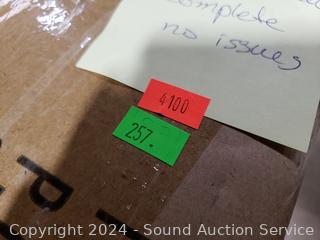 complete
no issues
4100
257.
P
Copyright 2024 - Sound Auction Service